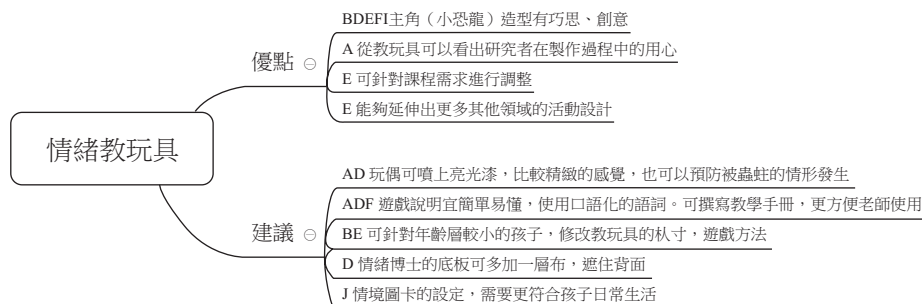 情緒教玩具
優點
BDEFI主角（小恐龍）造型有巧思、創意
A 從教玩具可以看出研究者在製作過程中的用心
E 可針對課程需求進行調整
E 能夠延伸出更多其他領域的活動設計
建議
AD 玩偶可噴上亮光漆，比較精緻的感覺，也可以預防被蟲蛀的情形發生
ADF 遊戲說明宜簡單易懂，使用口語化的語詞。可撰寫教學手冊，更方便老師使用
BE 可針對年齡層較小的孩子，修改教玩具的杁寸，遊戲方法
D 情緒博士的底板可多加一層布，遮住背面
J 情境圖卡的設定，需要更符合孩子日常生活